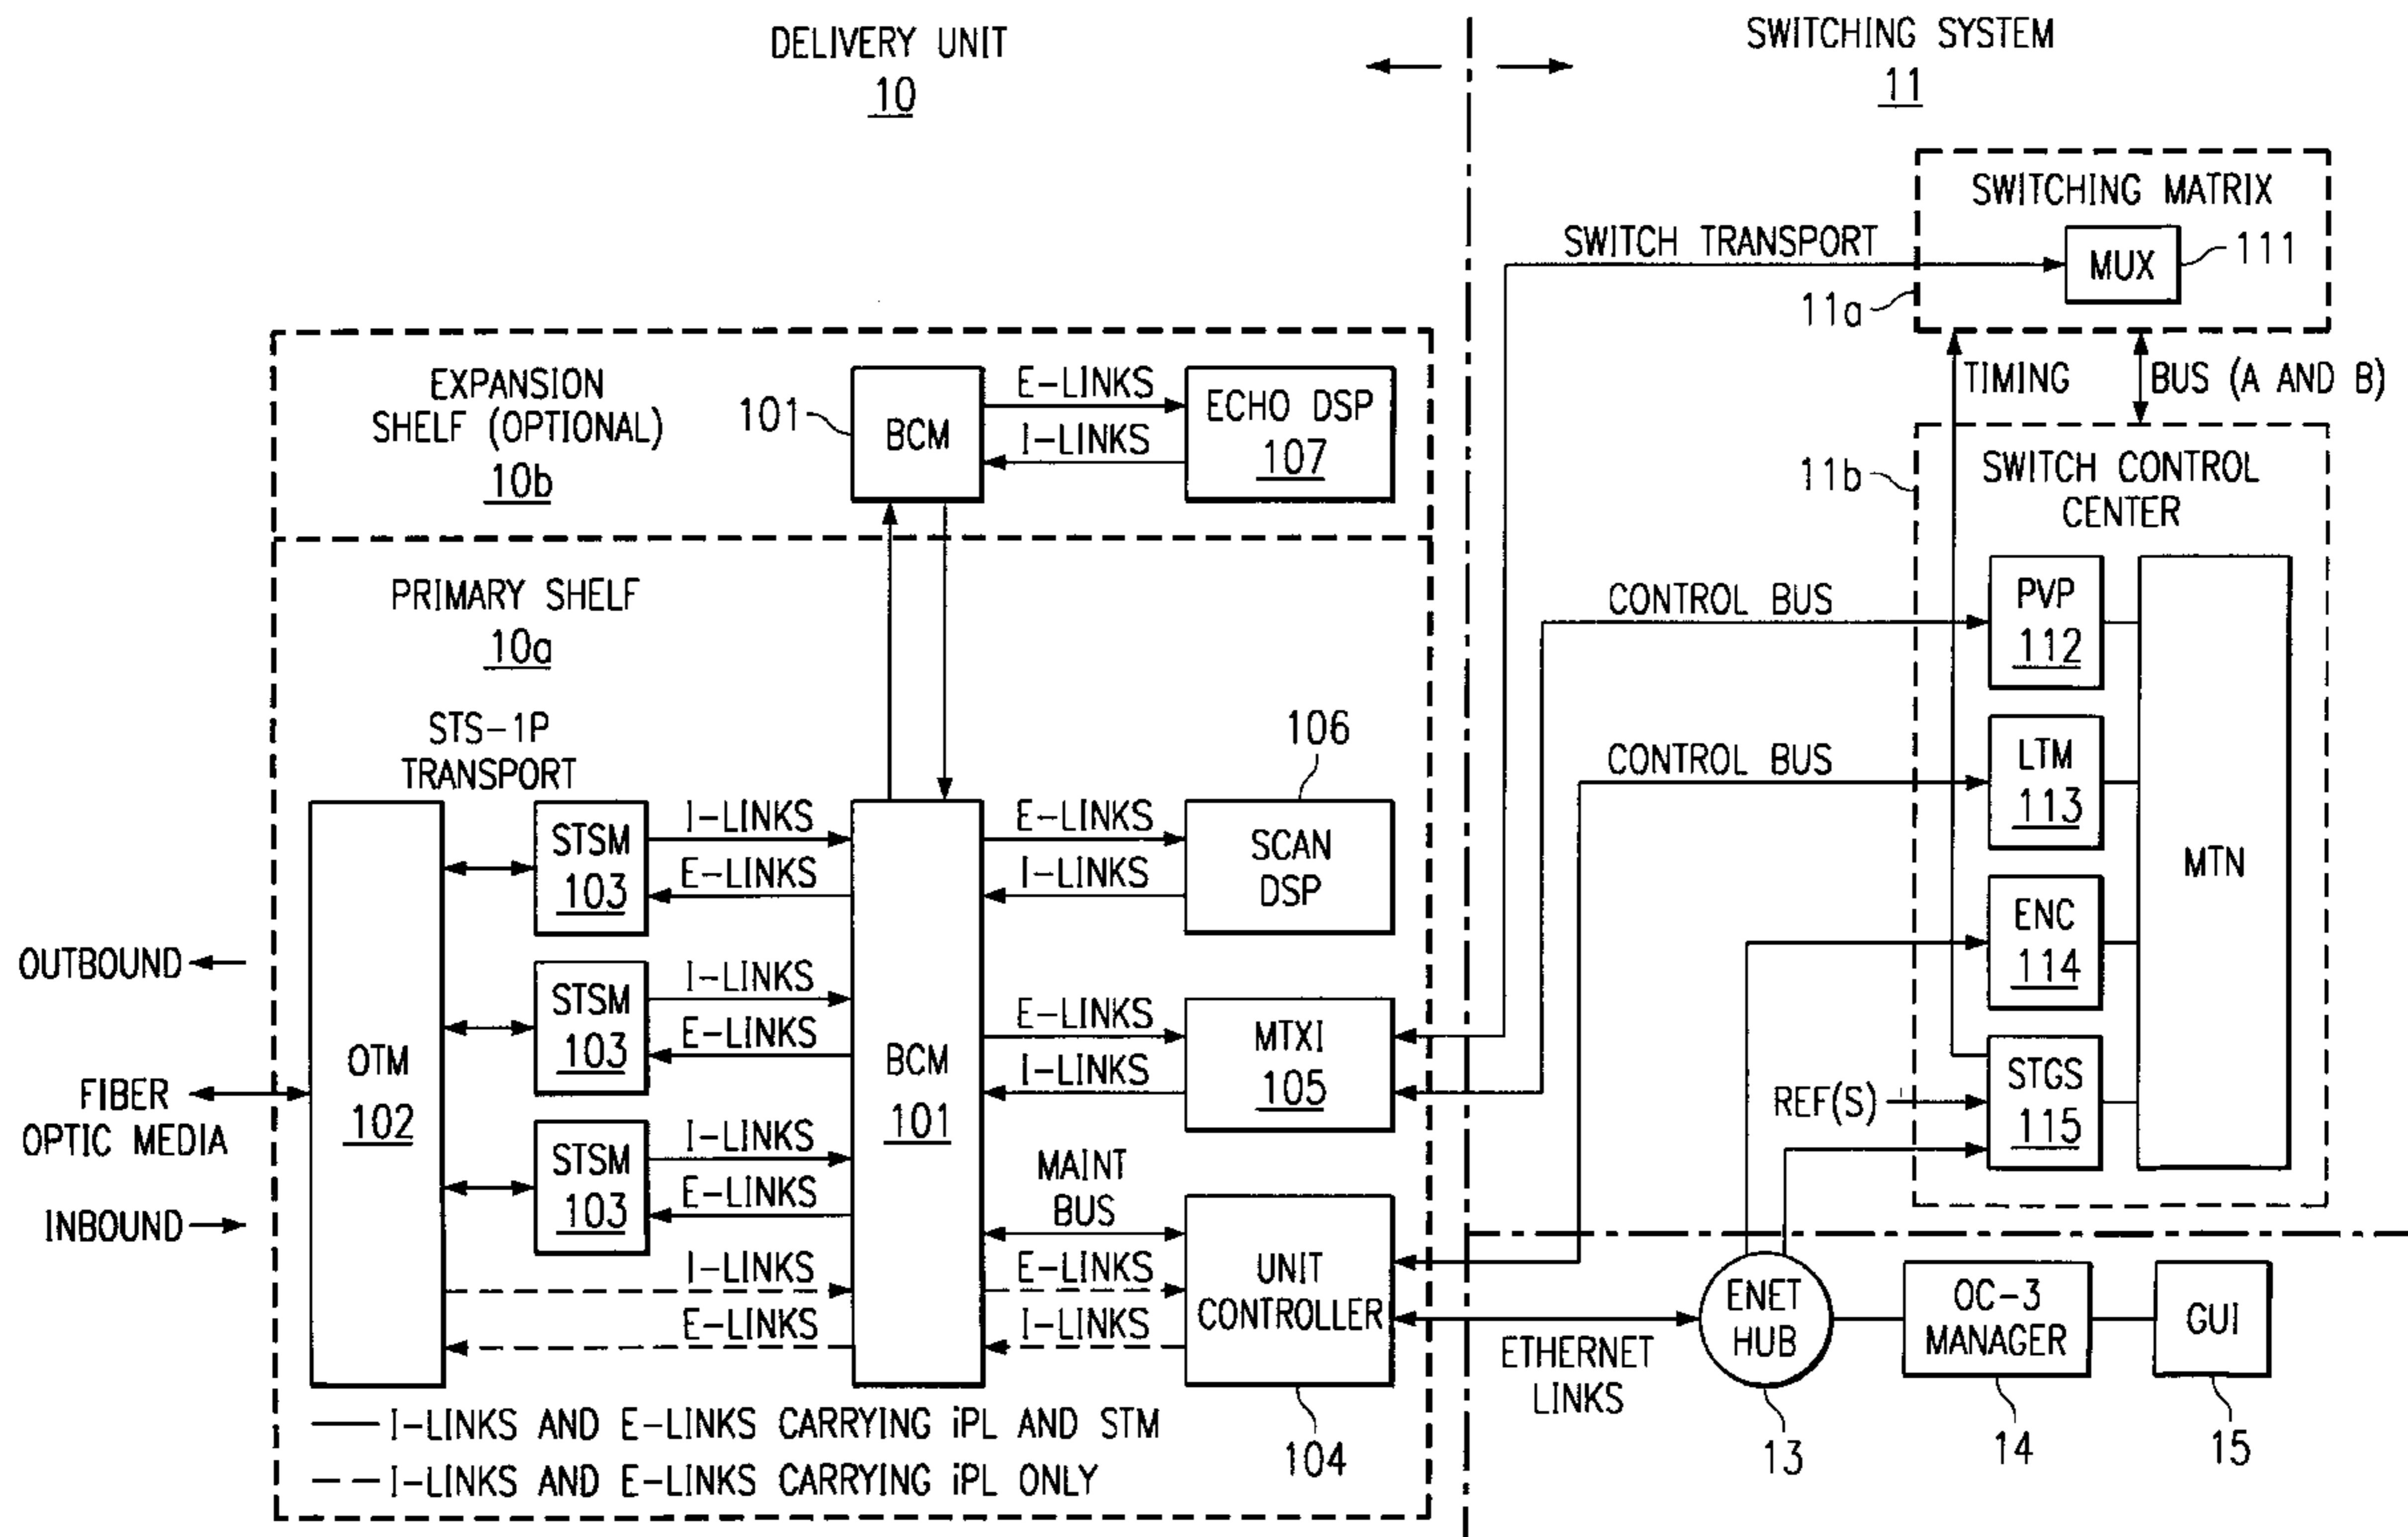 DELIVERY UNIT
10
SWITCHING SYSTEM
11
SWITCHING MATRIX
MUX
111
11a
SWITCH TRANSPORT
TIMING
BUS (A AND B)
EXPANSION
SHELF (OPTIONAL)
10b
101
BCM
E-LINKS
I-LINKS
ECHO DSP
107
11b
SWITCH CONTROL
CENTER
PRIMARY SHELF
10a
CONTROL BUS
PVP
112
CONTROL BUS
LTM
113
ENC
114
STGS
115
MTN
REF(S)
STS-1P
TRANSPORT
OTM
102
STSM
103
I-LINKS
E-LINKS
STSM
103
I-LINKS
E-LINKS
STSM
103
I-LINKS
E-LINKS
I-LINKS
E-LINKS
BCM
101
E-LINKS
I-LINKS
106
SCAN
DSP
E-LINKS
I-LINKS
MTXI
105
MAINT
BUS
E-LINKS
I-LINKS
UNIT
CONTROLLER
104
OUTBOUND
FIBER
OPTIC MEDIA
INBOUND
ETHERNET
LINKS
ENET
HUB
13
OC-3
MANAGER
14
GUI
15
I-LINKS AND E-LINKS CARRYING iPL AND STM
I-LINKS AND E-LINKS CARRYING iPL ONLY